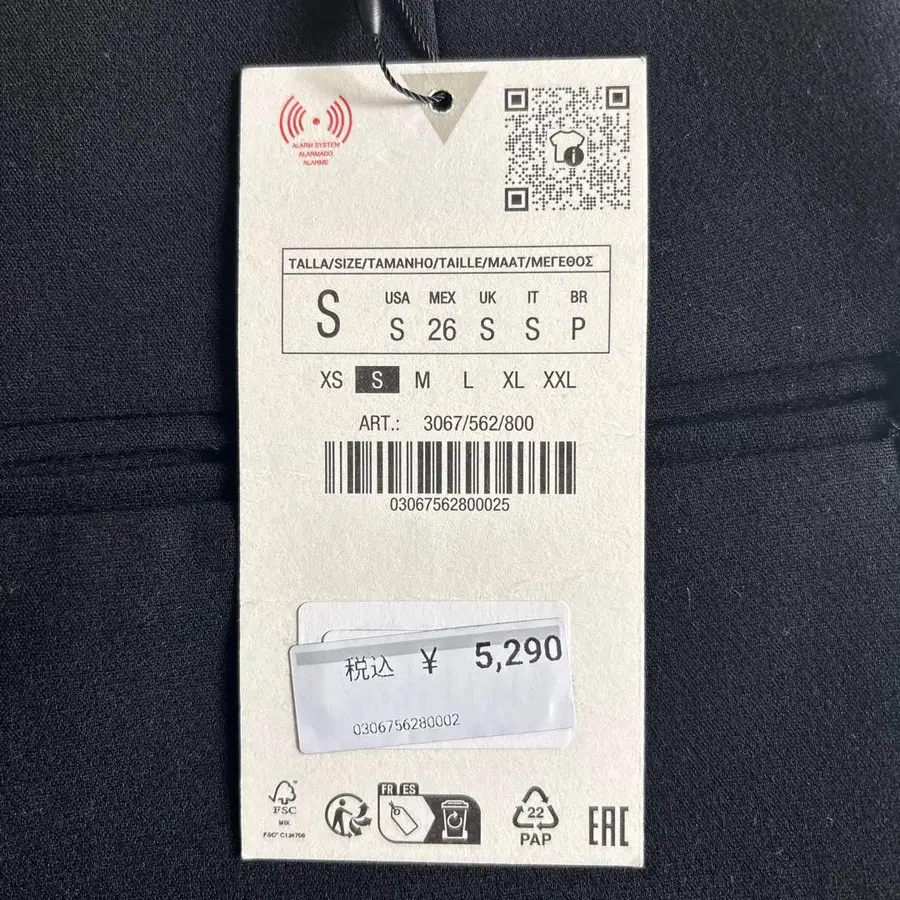 ALARM SYSTEM
ALARMADO
ALARME
TALLA/SIZE/TAMANHO/TAILLE/MAAT/ΜΕΓΕΘΟΣ
S
USA MEX UK IT BR
S 26 S S P
XS S M L XL XXL
ART.: 3067/562/800
03067562800025
税込 ¥ 5,290
0306756280002
FR ES
FSC
MIX
22
PAP
EAC